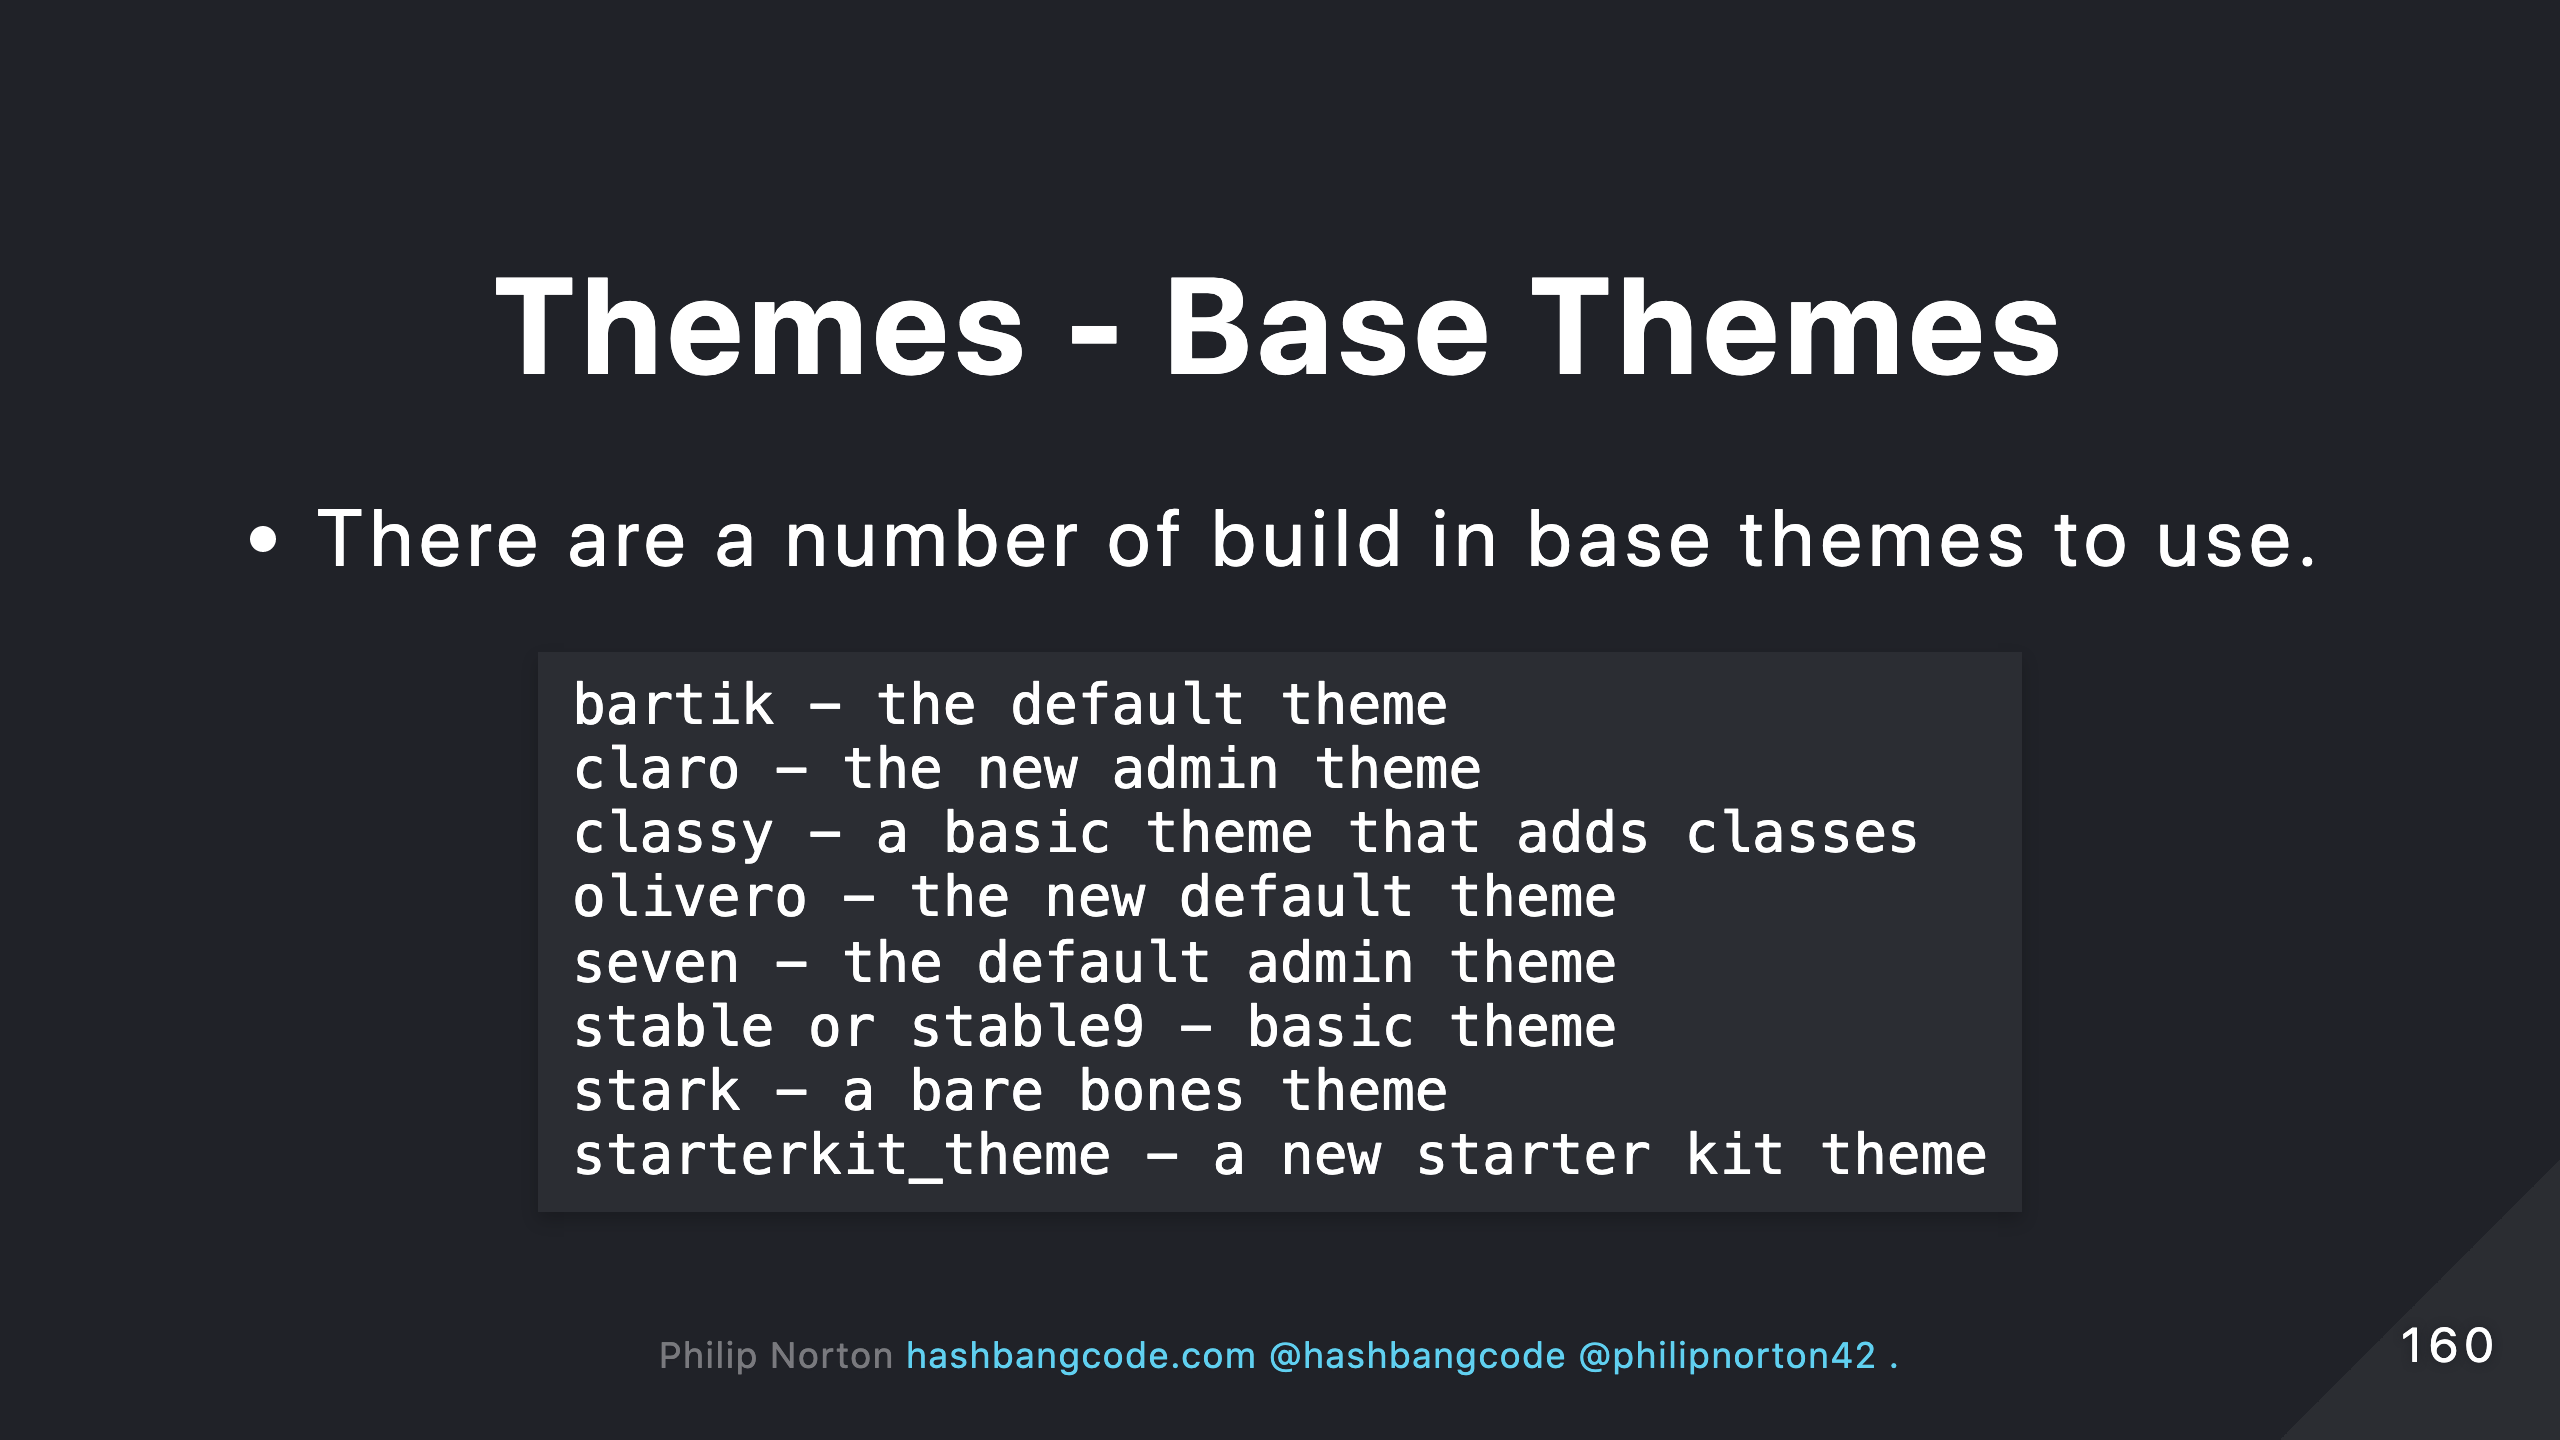 Themes - Base Themes
• There are a number of build in base themes to use.
bartik - the default theme
claro - the new admin theme
classy - a basic theme that adds classes
olivero - the new default theme
seven - the default admin theme
stable or stable9 - basic theme
stark - a bare bones theme
starterkit_theme - a new starter kit theme
Philip Norton hashbangcode.com @hashbangcode @philipnorton42 .
160